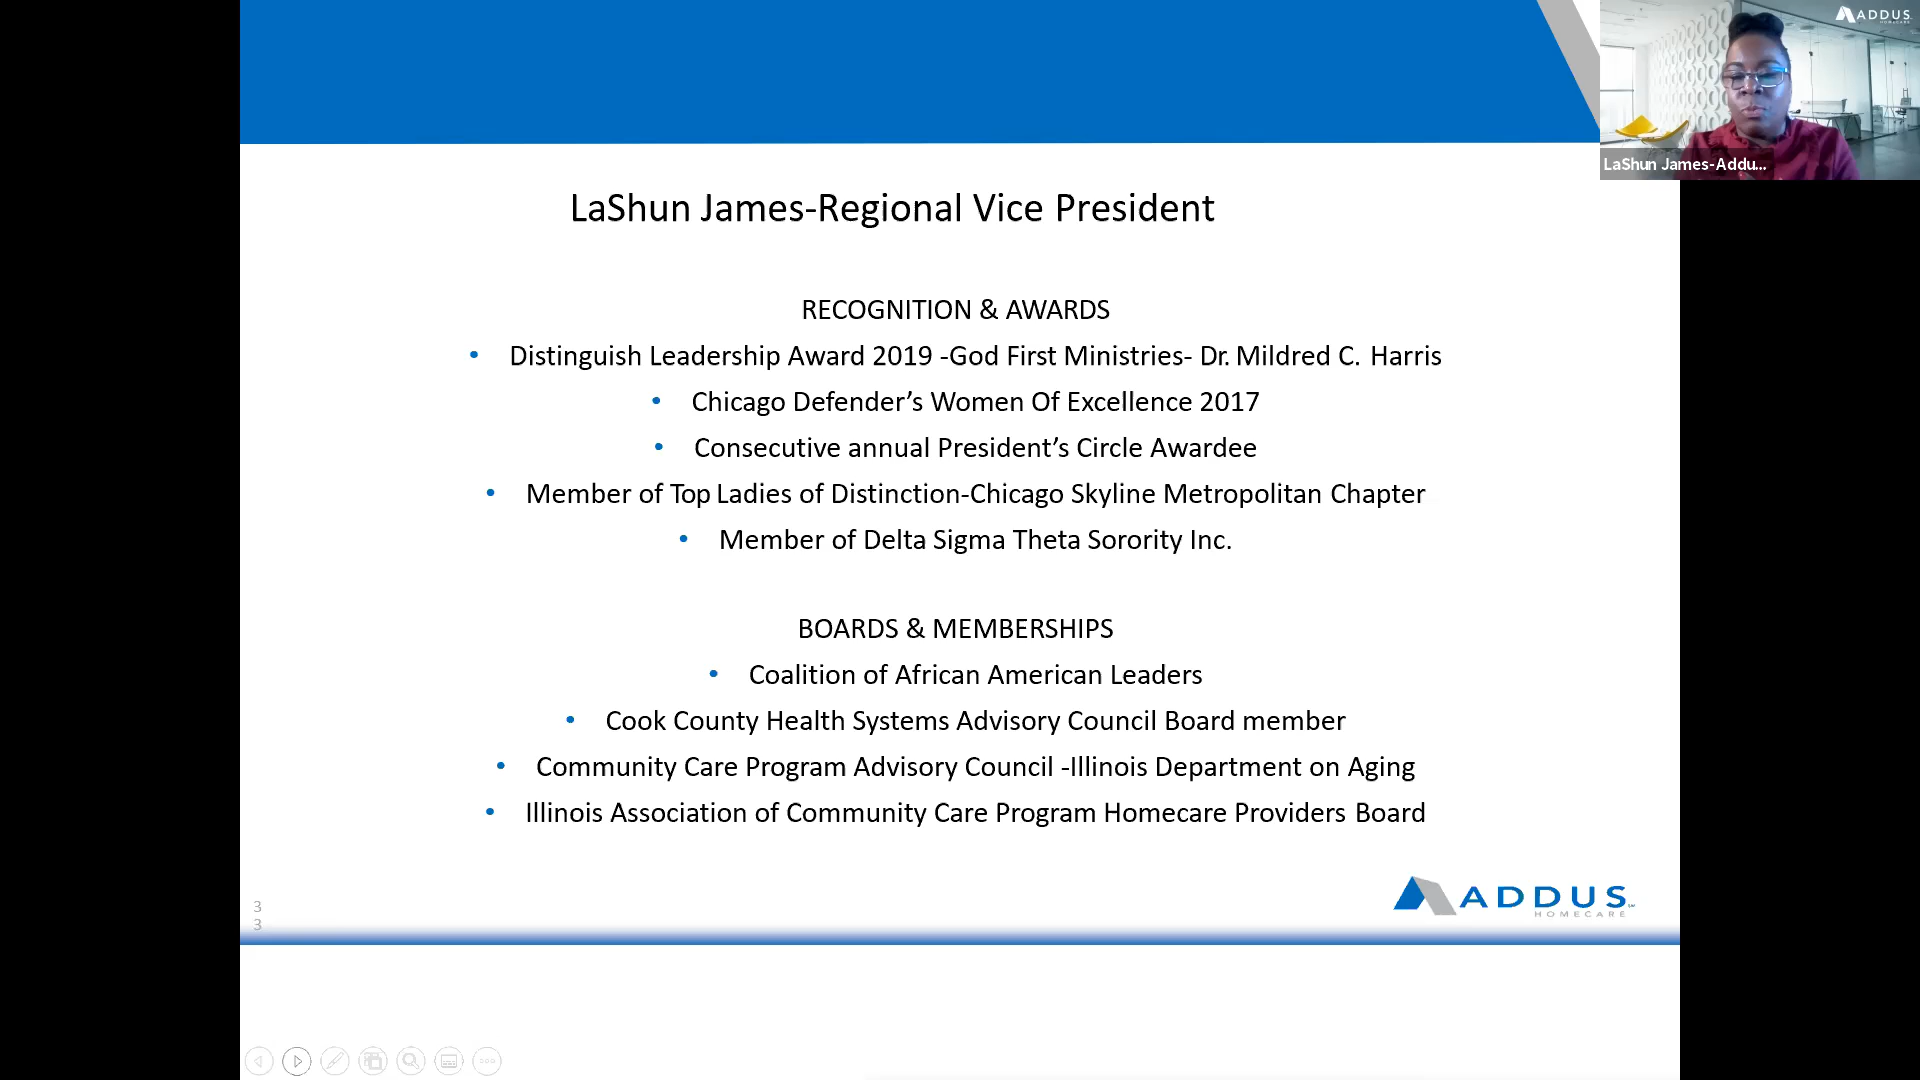 ADDUS
HOMECARE
LaShun James-Addu...
LaShun James-Regional Vice President
RECOGNITION & AWARDS
• Distinguish Leadership Award 2019 -God First Ministries- Dr. Mildred C. Harris
• Chicago Defender’s Women Of Excellence 2017
• Consecutive annual President’s Circle Awardee
• Member of Top Ladies of Distinction-Chicago Skyline Metropolitan Chapter
• Member of Delta Sigma Theta Sorority Inc.
BOARDS & MEMBERSHIPS
• Coalition of African American Leaders
• Cook County Health Systems Advisory Council Board member
• Community Care Program Advisory Council -Illinois Department on Aging
• Illinois Association of Community Care Program Homecare Providers Board
ADDUS℠
HOMECARE
3
3